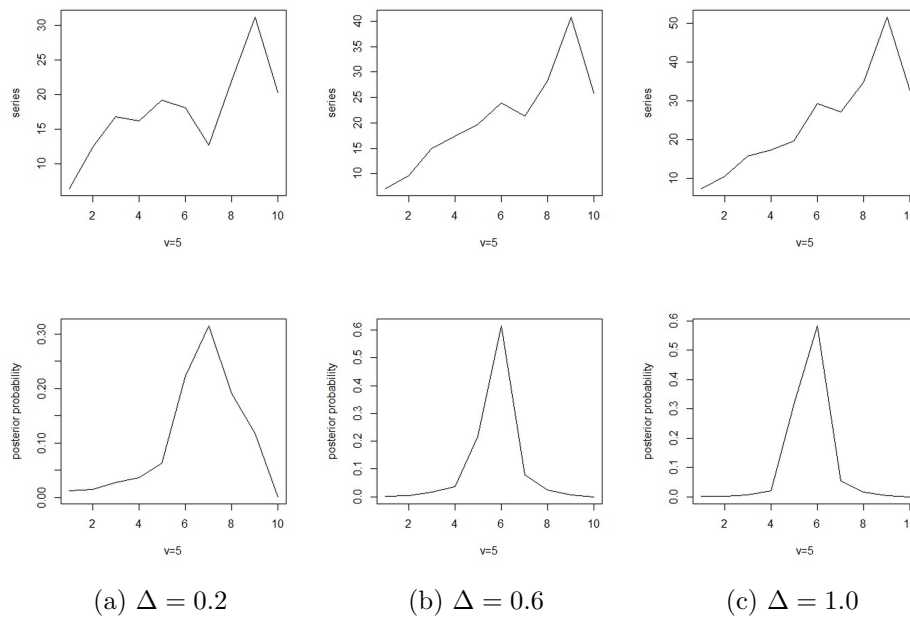 series
10 15 20 25 30
2 4 6 8 10
v=5
series
10 15 20 25 30 35 40
2 4 6 8 10
v=5
series
10 20 30 40 50
2 4 6 8 1
v=5
posterior probability
0.00 0.10 0.20 0.30
2 4 6 8 10
v=5
posterior probability
0.0 0.1 0.2 0.3 0.4 0.5 0.6
2 4 6 8 10
v=5
posterior probability
0.0 0.1 0.2 0.3 0.4 0.5 0.6
2 4 6 8 1
v=5
(a) Δ = 0.2
(b) Δ = 0.6
(c) Δ = 1.0